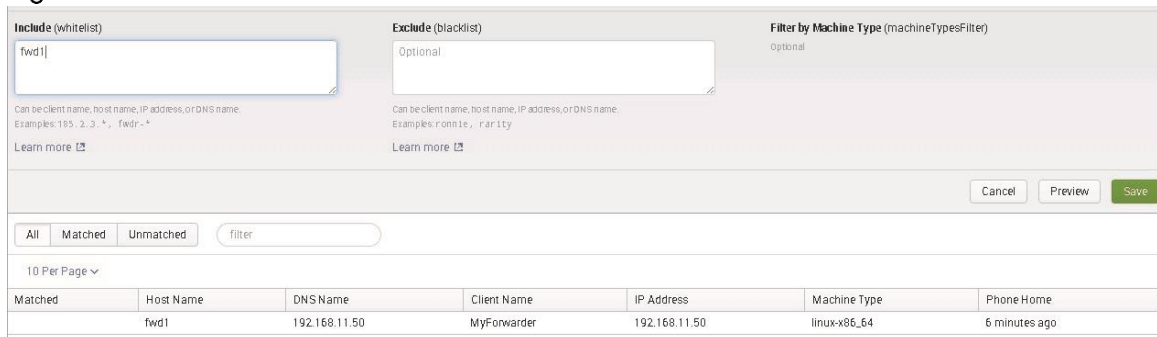 Include (whitelist) Exclude (blacklist) Filter by Machine Type (machineTypesFilter)
fwd1 Optional Optional
Can be client name, host name, IP address, or DNS name. Can be client name, host name, IP address, or DNS name.
Examples: 185.2.3.*, fwdr-* Examples: ronnie, rarity
Learn more Learn more
Cancel Preview Save
All Matched Unmatched filter
10 Per Page
Matched Host Name DNS Name Client Name IP Address Machine Type Phone Home
fwd1 192.168.11.50 MyForwarder 192.168.11.50 linux-x86_64 6 minutes ago